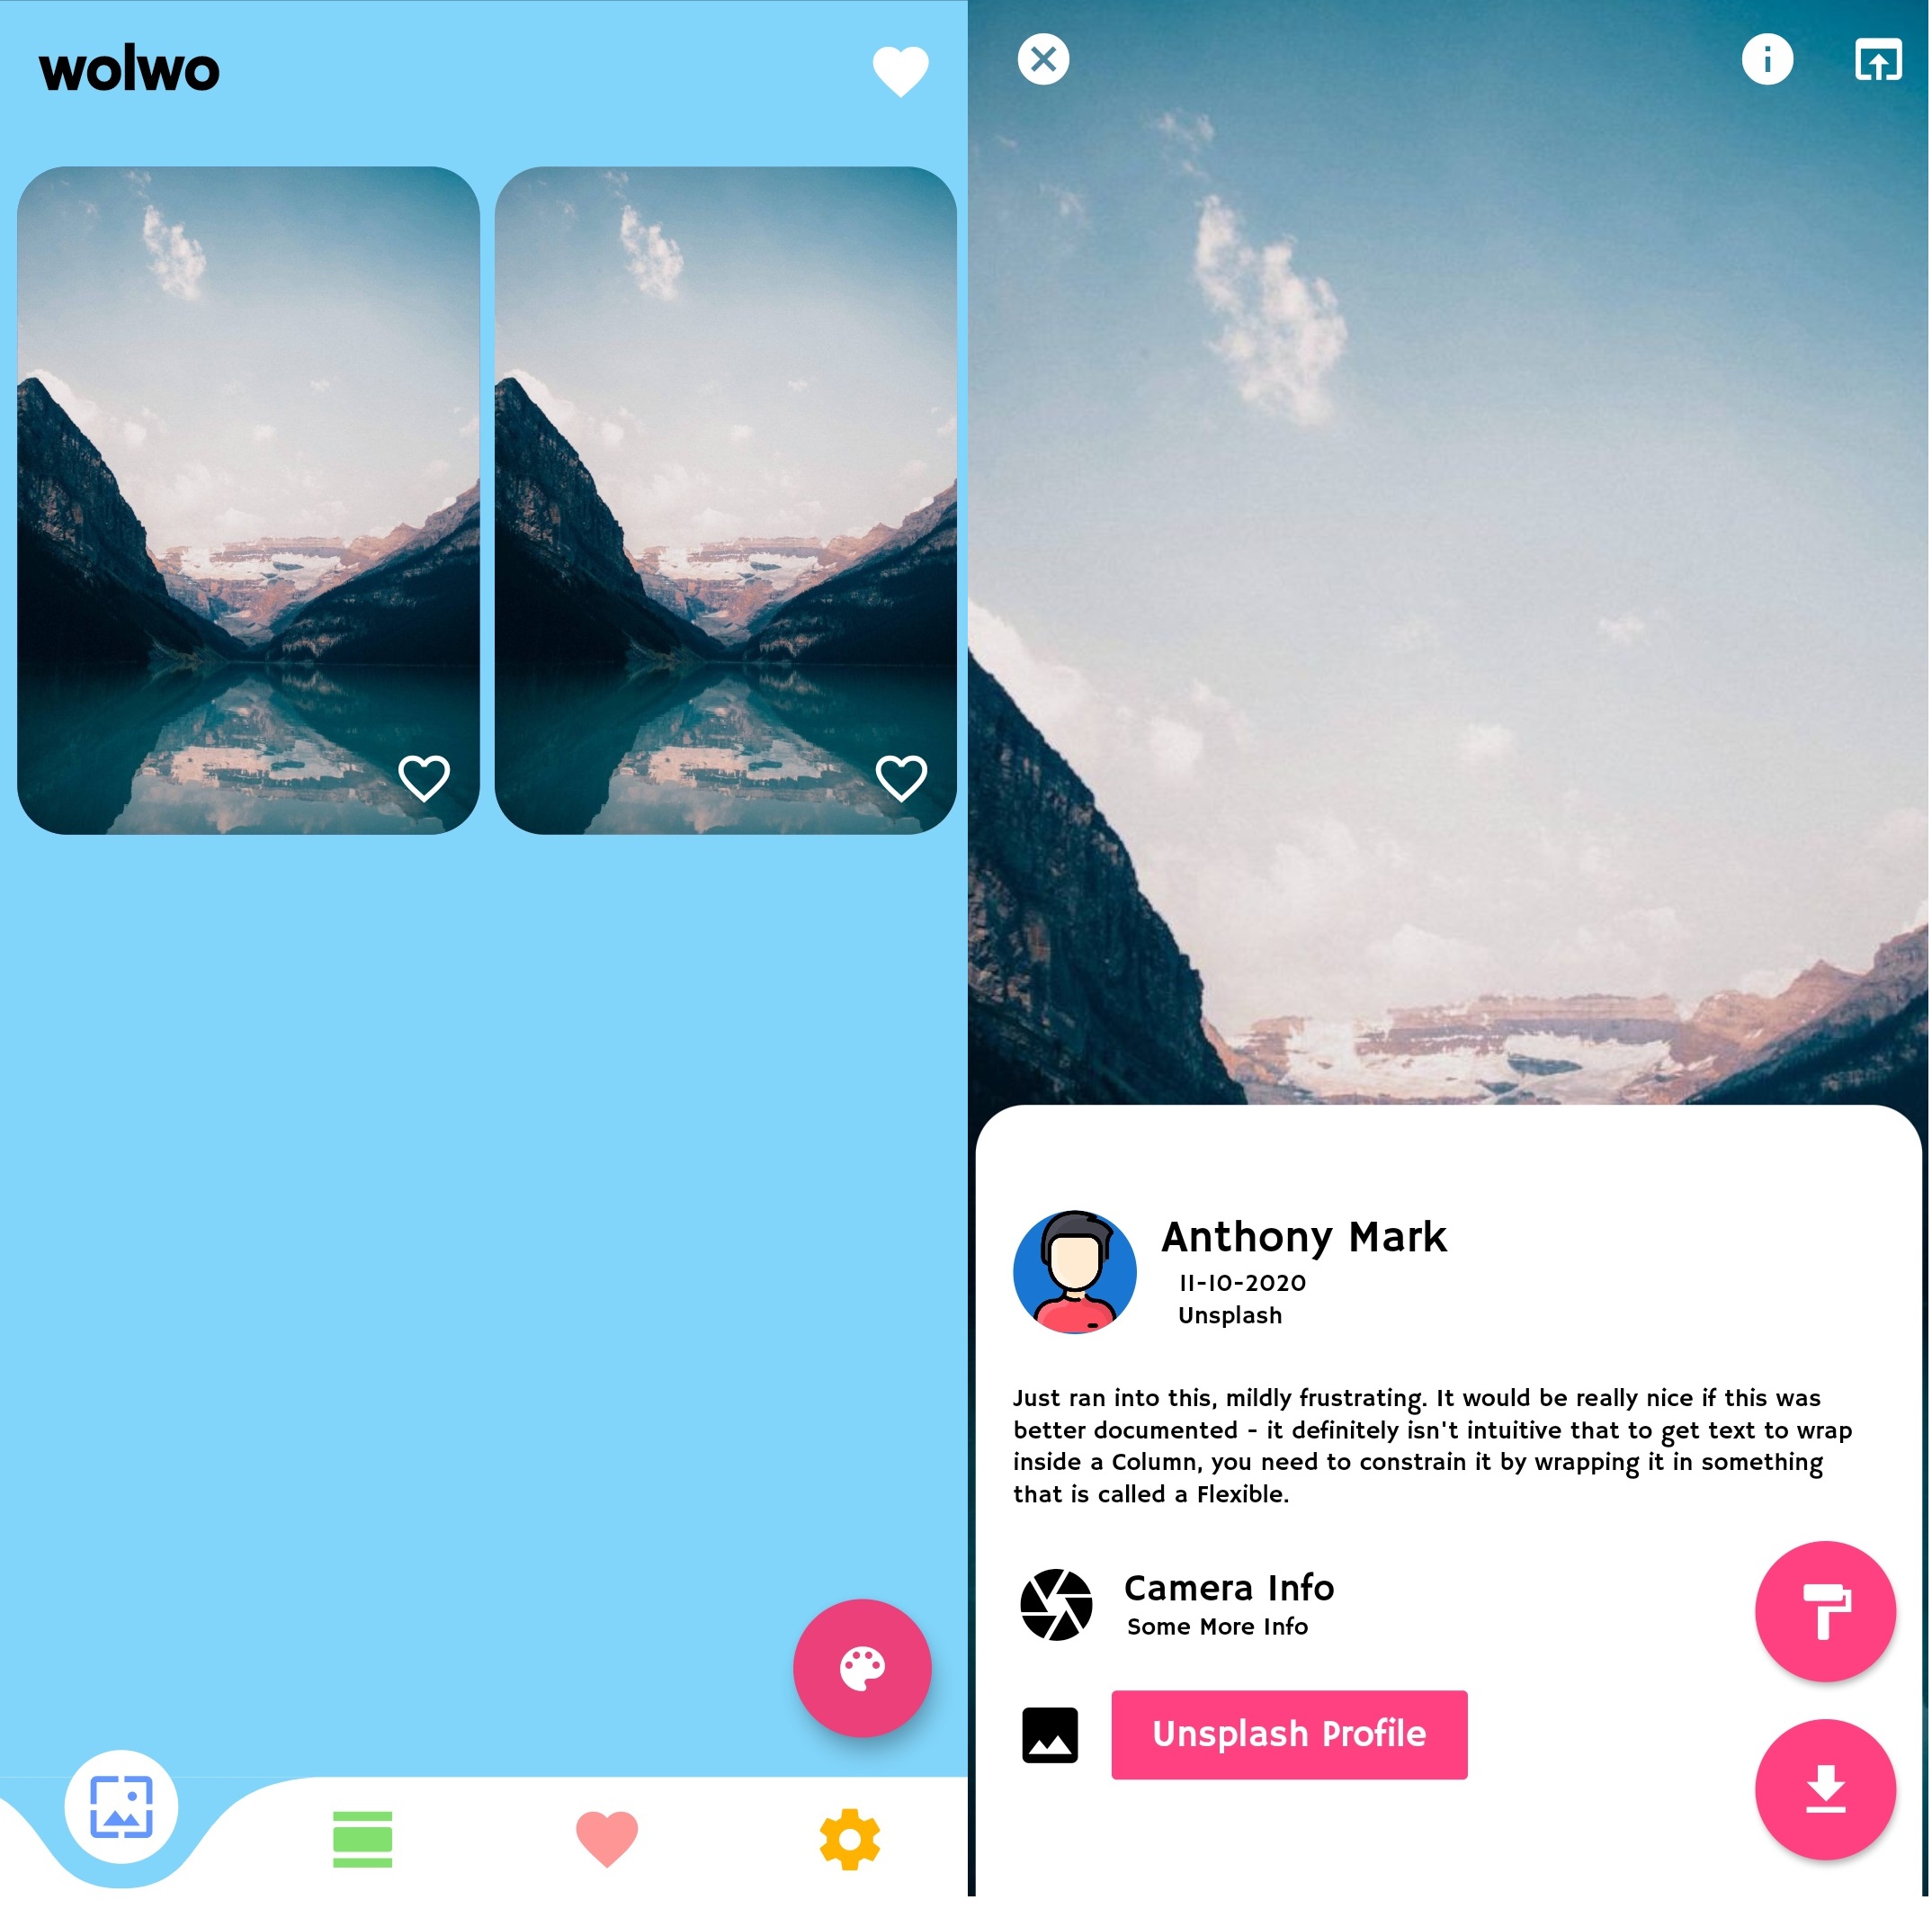 wolwo
Anthony Mark
11-10-2020
Unsplash
Just ran into this, mildly frustrating. It would be really nice if this was
better documented - it definitely isn't intuitive that to get text to wrap
inside a Column, you need to constrain it by wrapping it in something
that is called a Flexible.
Camera Info
Some More Info
Unsplash Profile